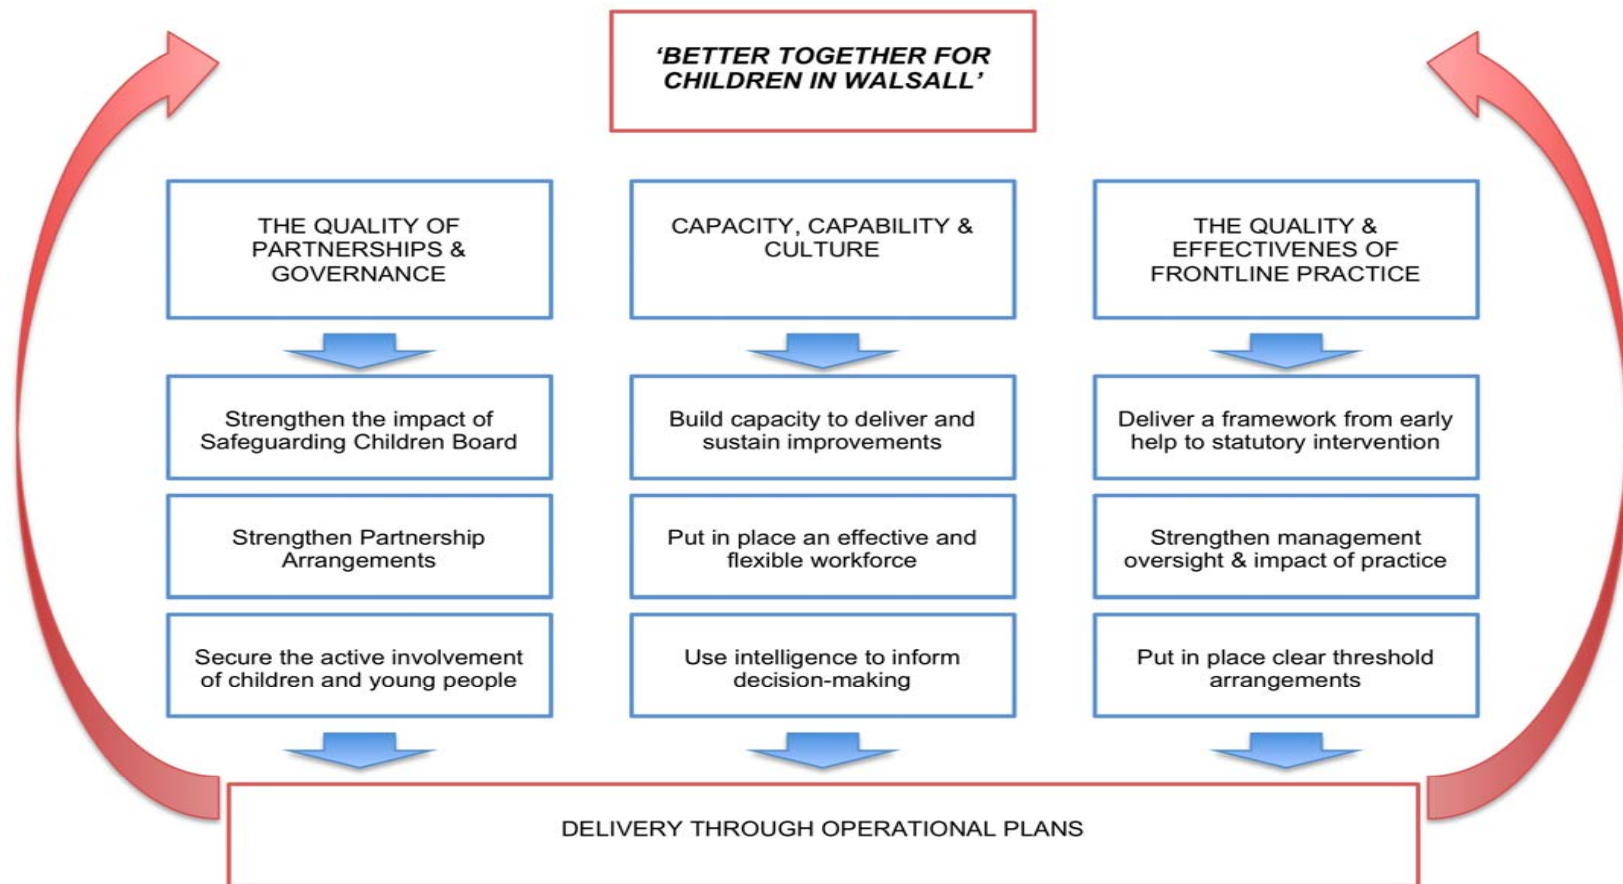 ‘BETTER TOGETHER FOR
CHILDREN IN WALSALL’
THE QUALITY OF
PARTNERSHIPS &
GOVERNANCE
CAPACITY, CAPABILITY &
CULTURE
THE QUALITY &
EFFECTIVENES OF
FRONTLINE PRACTICE
Strengthen the impact of
Safeguarding Children Board
Build capacity to deliver and
sustain improvements
Deliver a framework from early
help to statutory intervention
Strengthen Partnership
Arrangements
Put in place an effective and
flexible workforce
Strengthen management
oversight & impact of practice
Secure the active involvement
of children and young people
Use intelligence to inform
decision-making
Put in place clear threshold
arrangements
DELIVERY THROUGH OPERATIONAL PLANS